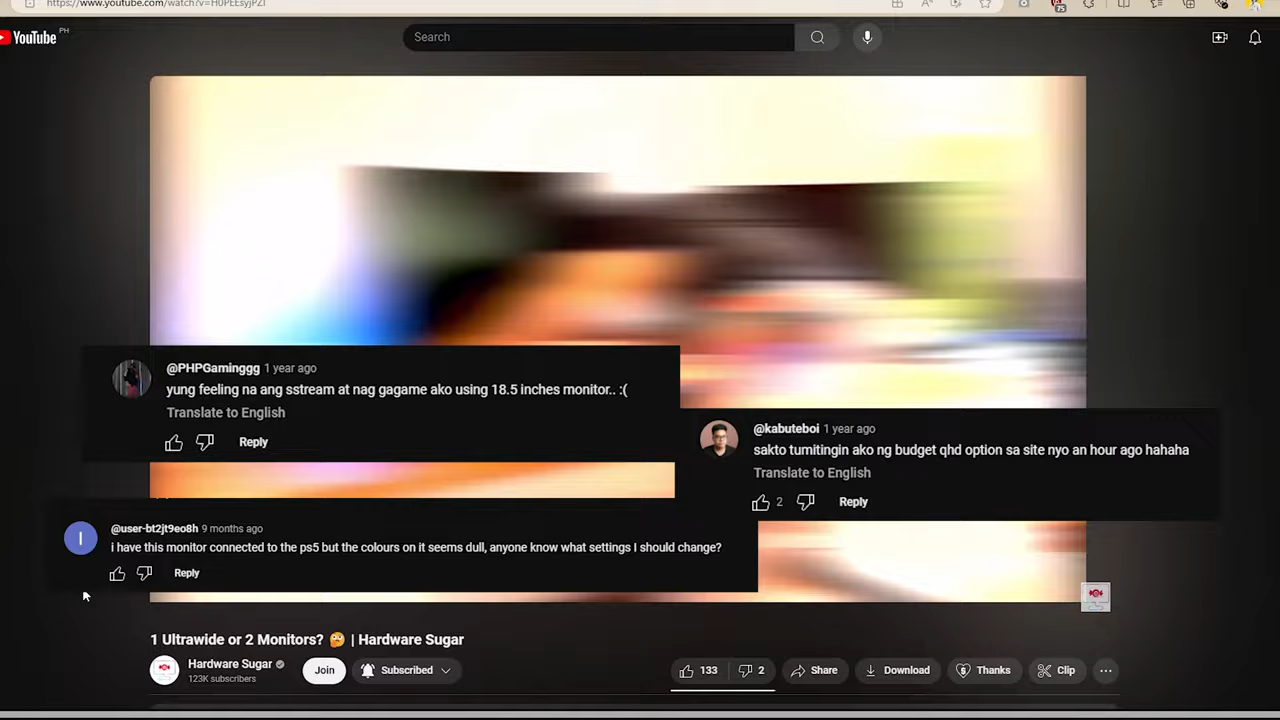 https://www.youtube.com/watch?v=H0PEEsyjPZI
75
YouTube PH
Search
@PHPGaminggg 1 year ago
yung feeling na ang sstream at nag gagame ako using 18.5 inches monitor.. :(
Translate to English
Reply
@kabuteboi 1 year ago
sakto tumitingin ako ng budget qhd option sa site nyo an hour ago hahaha
Translate to English
2 Reply
I
@user-bt2jt9eo8h 9 months ago
i have this monitor connected to the ps5 but the colours on it seems dull, anyone know what settings I should change?
Reply
1 Ultrawide or 2 Monitors? 🤔 | Hardware Sugar
Hardware Sugar
123K subscribers
Join
Subscribed
133
2
Share
Download
Thanks
Clip